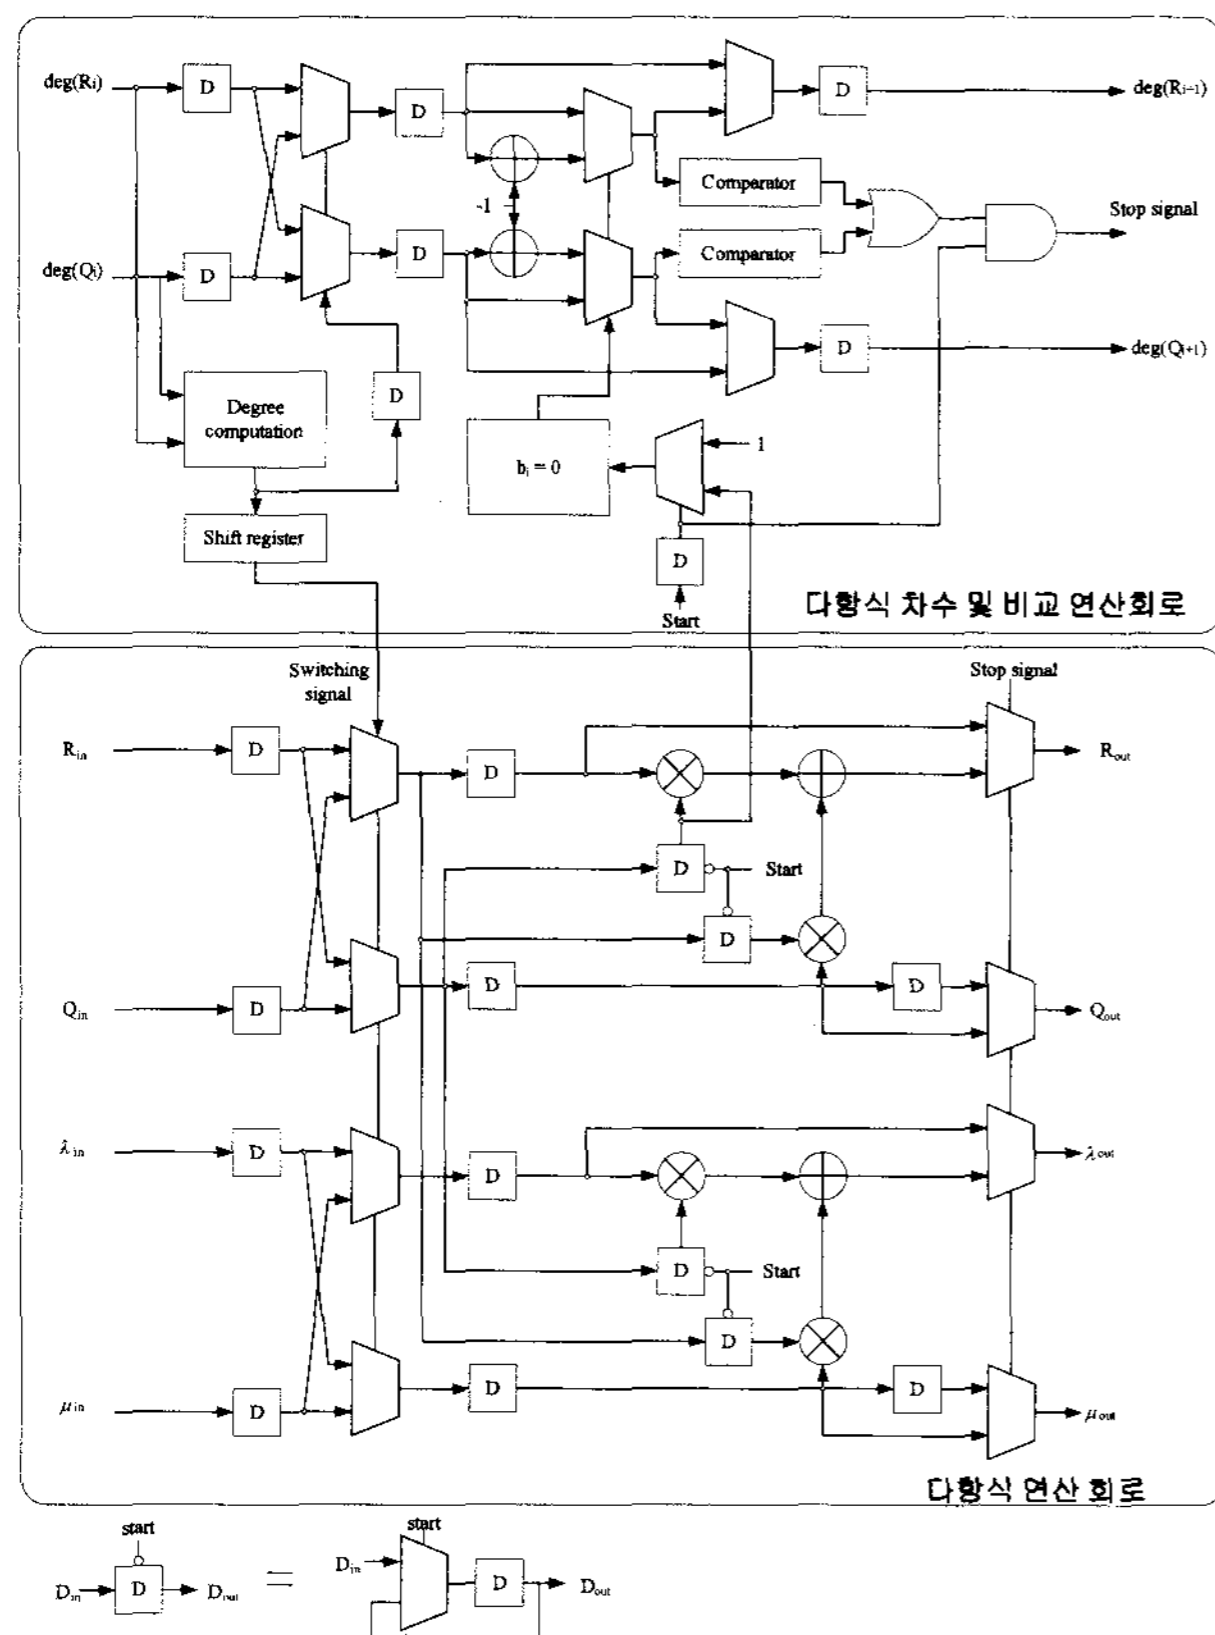 deg(Ri)
D
D
deg(Ri+1)
D
Comparator
-1
Stop signal
Comparator
deg(Qi)
D
D
D
deg(Qi+1)
D
Degree
computation
bi = 0
1
Shift register
D
Start
다항식 차수 및 비교 연산회로
Switching
signal
Stop signal
Rin
D
D
Rout
D
Start
D
Qin
D
D
D
Qout
λin
D
D
λout
D
Start
D
μin
D
D
D
μout
다항식 연산 회로
start
Din
D
Dout
=
start
Din
D
Dout